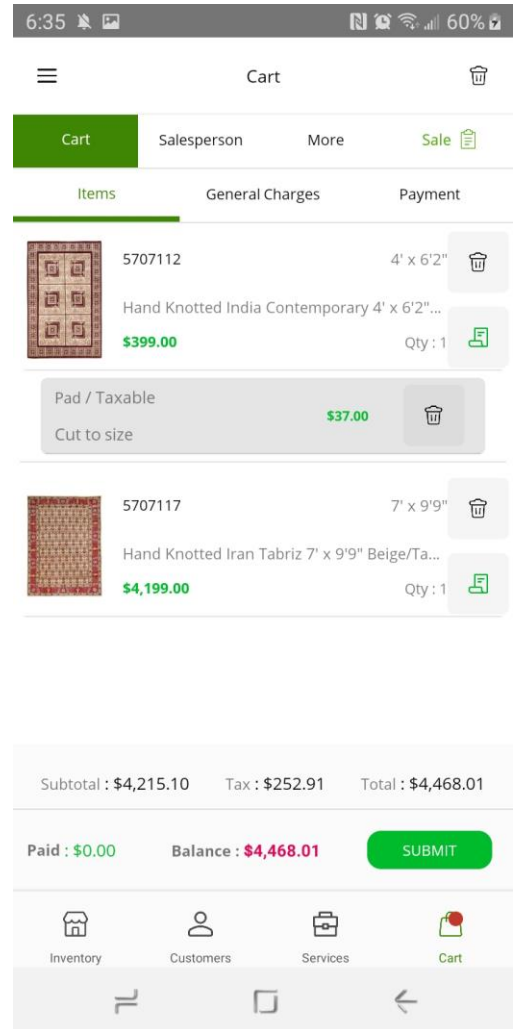 6:35 60%
Cart
Cart Salesperson More Sale
Items General Charges Payment
5707112 4' x 6'2"
Hand Knotted India Contemporary 4' x 6'2"...
$399.00 Qty : 1
Pad / Taxable
$37.00
Cut to size
5707117 7' x 9'9"
Hand Knotted Iran Tabriz 7' x 9'9" Beige/Ta...
$4,199.00 Qty : 1
Subtotal : $4,215.10 Tax : $252.91 Total : $4,468.01
Paid : $0.00 Balance : $4,468.01 SUBMIT
Inventory Customers Services Cart